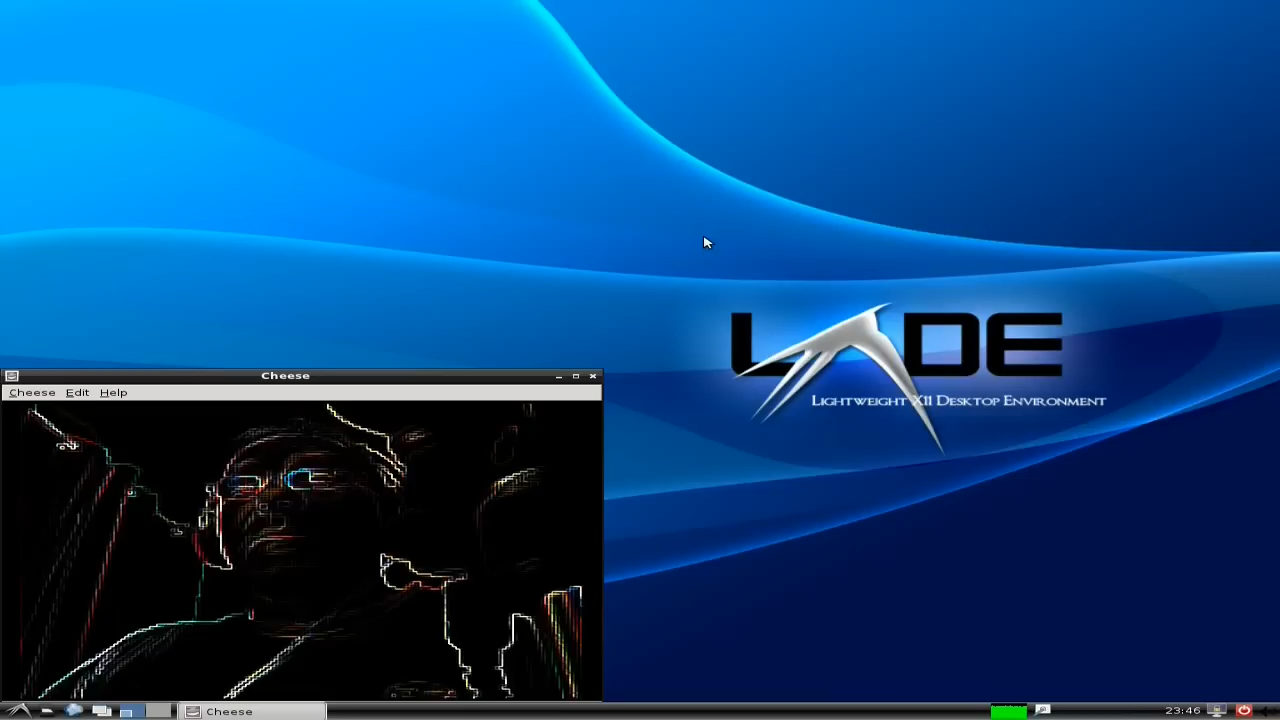 LXDE
Lightweight X11 Desktop Environment
Cheese
Cheese Edit Help
Cheese
23:46